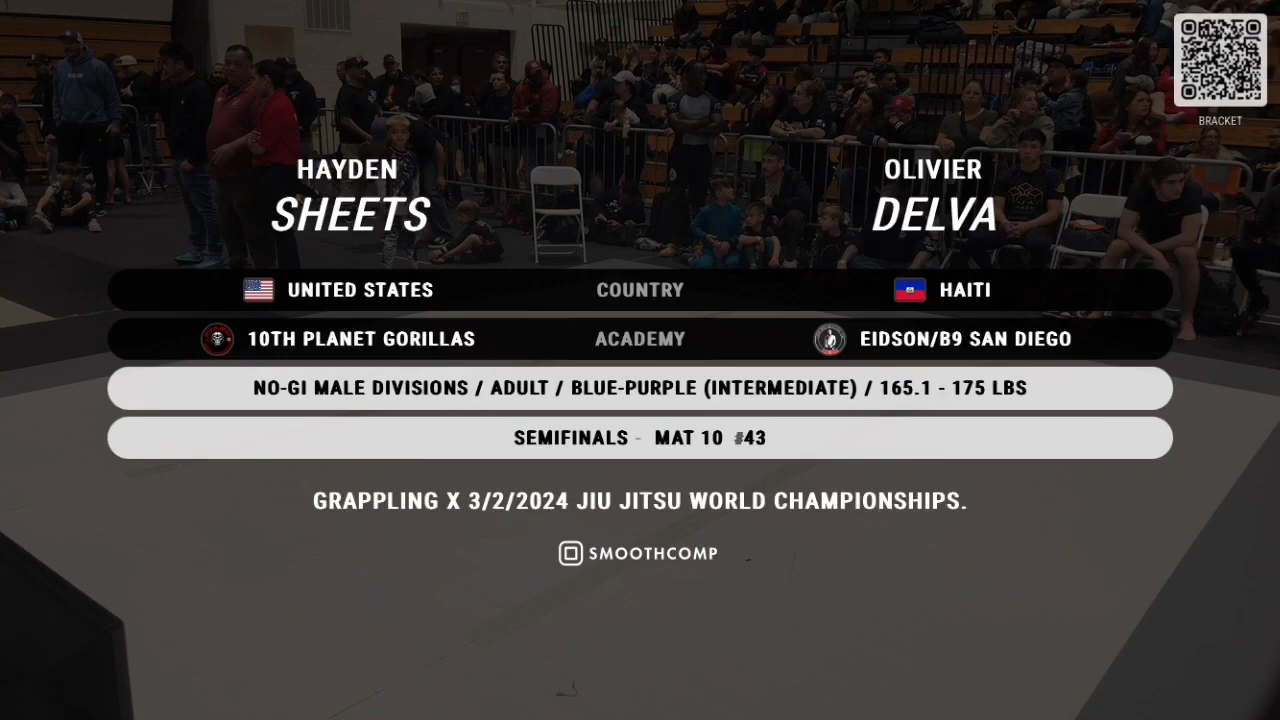 BRACKET
HAYDEN
SHEETS
OLIVIER
DELVA
UNITED STATES COUNTRY HAITI
10TH PLANET GORILLAS ACADEMY EIDSON/B9 SAN DIEGO
NO-GI MALE DIVISIONS / ADULT / BLUE-PURPLE (INTERMEDIATE) / 165.1 - 175 LBS
SEMIFINALS - MAT 10 #43
GRAPPLING X 3/2/2024 JIU JITSU WORLD CHAMPIONSHIPS.
SMOOTHCOMP